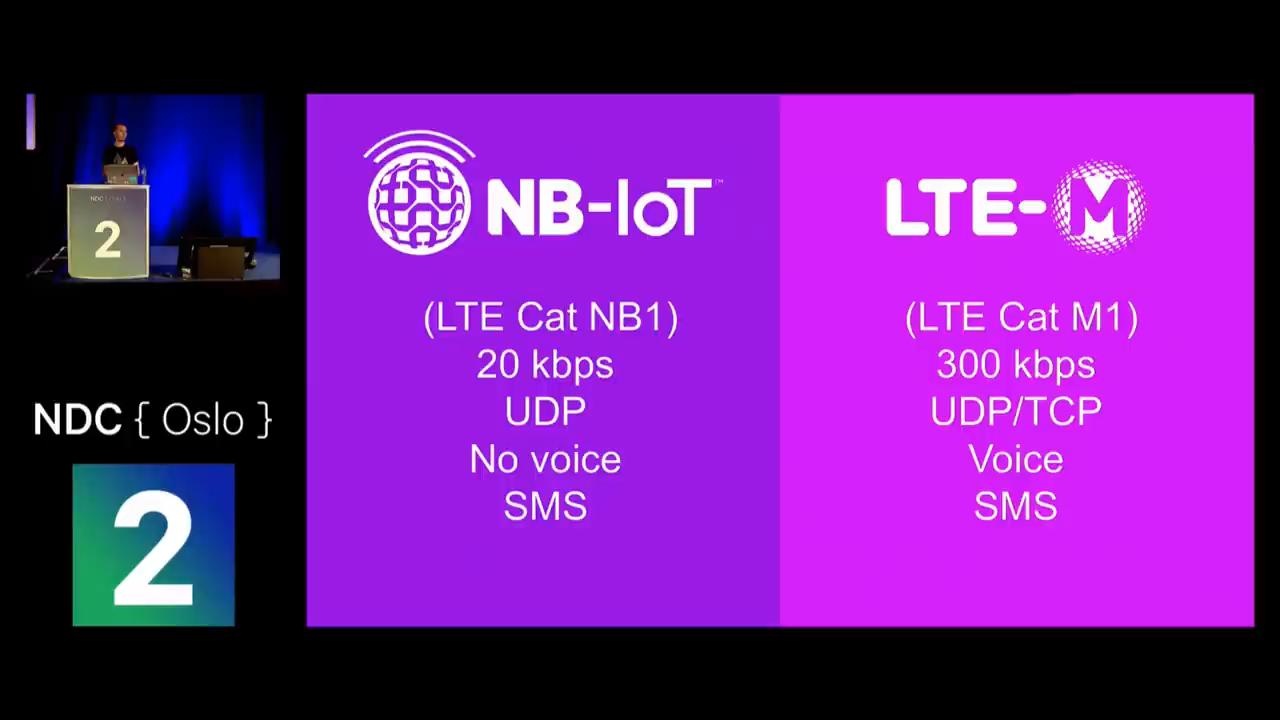 2
NDC { Oslo }
2
NB-IoT™
(LTE Cat NB1)
20 kbps
UDP
No voice
SMS
LTE-M
(LTE Cat M1)
300 kbps
UDP/TCP
Voice
SMS